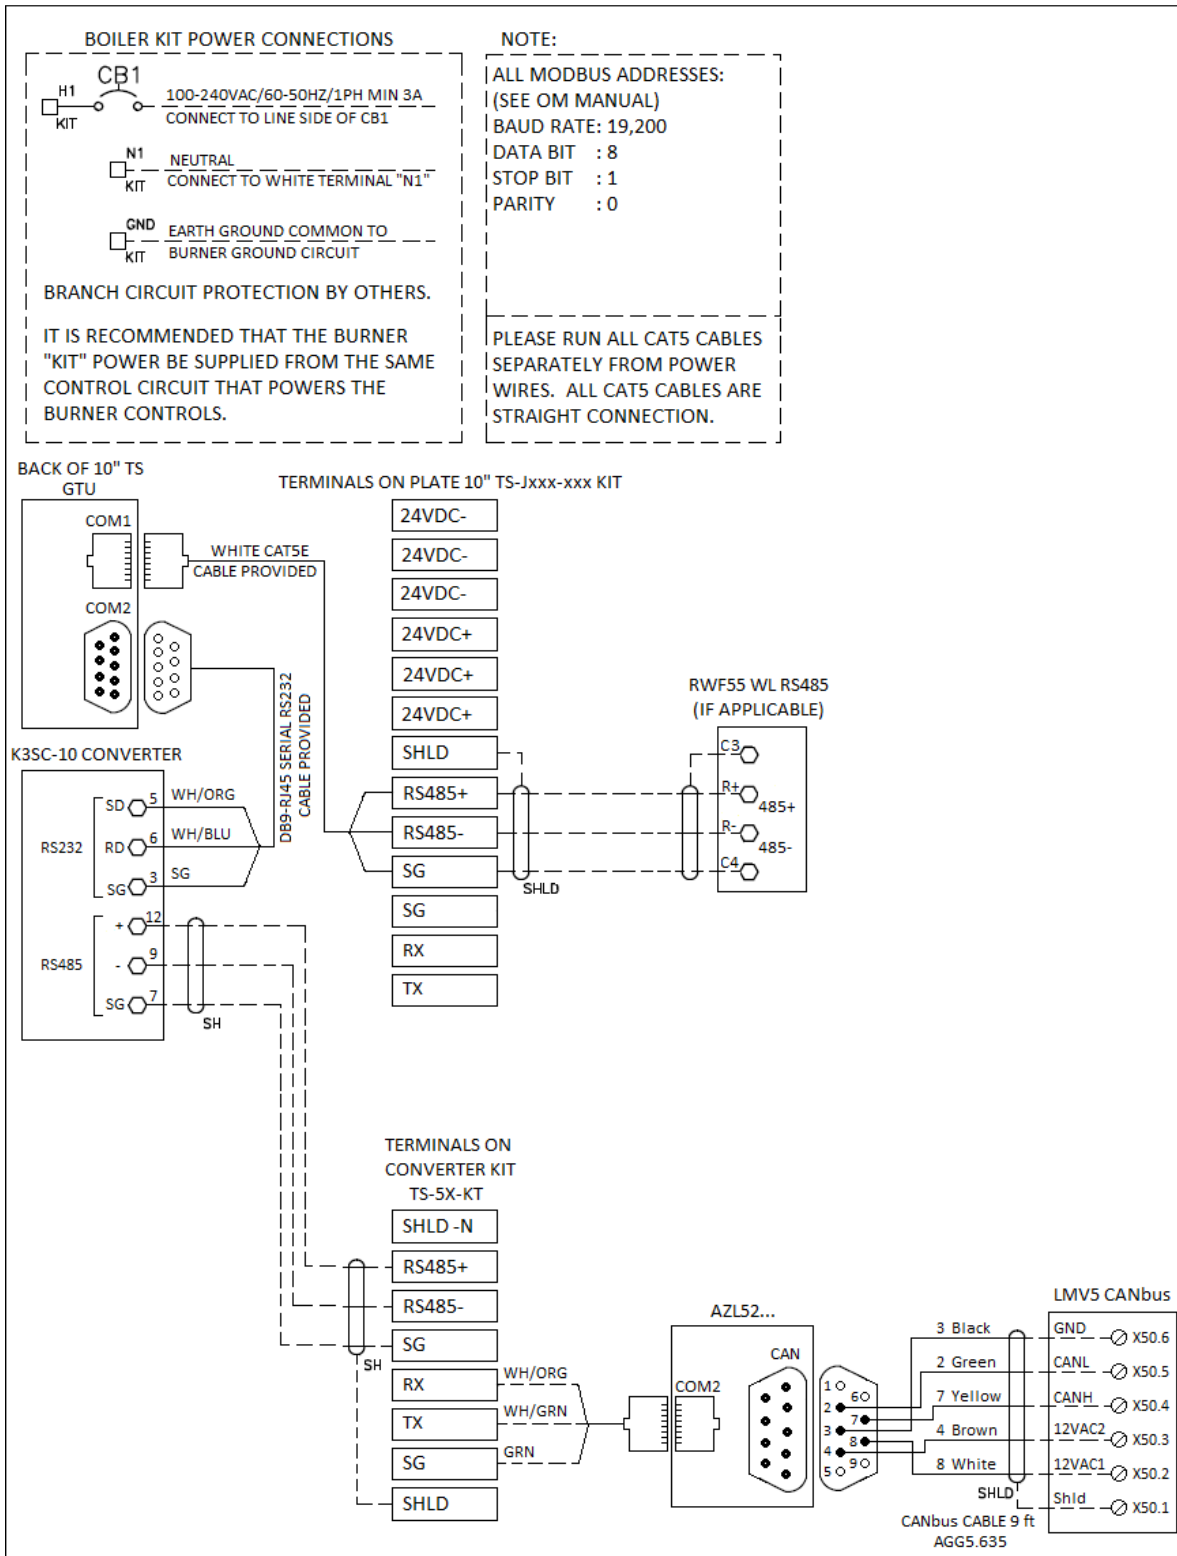 BOILER KIT POWER CONNECTIONS
CB1
H1
KIT
100-240VAC/60-50HZ/1PH MIN 3A
CONNECT TO LINE SIDE OF CB1
N1
KIT
NEUTRAL
CONNECT TO WHITE TERMINAL "N1"
GND
KIT
EARTH GROUND COMMON TO
BURNER GROUND CIRCUIT
BRANCH CIRCUIT PROTECTION BY OTHERS.
IT IS RECOMMENDED THAT THE BURNER
"KIT" POWER BE SUPPLIED FROM THE SAME
CONTROL CIRCUIT THAT POWERS THE
BURNER CONTROLS.
NOTE:
ALL MODBUS ADDRESSES:
(SEE OM MANUAL)
BAUD RATE: 19,200
DATA BIT : 8
STOP BIT : 1
PARITY : 0
PLEASE RUN ALL CAT5 CABLES
SEPARATELY FROM POWER
WIRES. ALL CAT5 CABLES ARE
STRAIGHT CONNECTION.
BACK OF 10" TS
GTU
COM1
COM2
WHITE CAT5E
CABLE PROVIDED
DB9-RJ45 SERIAL RS232
CABLE PROVIDED
K3SC-10 CONVERTER
RS232
SD
5
WH/ORG
RD
6
WH/BLU
SG
3
SG
RS485
+
12
-
9
SG
7
SH
TERMINALS ON PLATE 10" TS-Jxxx-xxx KIT
24VDC-
24VDC-
24VDC-
24VDC+
24VDC+
24VDC+
SHLD
RS485+
RS485-
SG
SG
RX
TX
SHLD
RWF55 WL RS485
(IF APPLICABLE)
C3
R+
485+
R-
485-
C4
TERMINALS ON
CONVERTER KIT
TS-5X-KT
SHLD -N
RS485+
RS485-
SG
RX
TX
SG
SHLD
SH
WH/ORG
WH/GRN
GRN
AZL52...
COM2
CAN
1
2
3
4
5
6
7
8
9
3 Black
2 Green
7 Yellow
4 Brown
8 White
SHLD
CANbus CABLE 9 ft
AGG5.635
LMV5 CANbus
GND
X50.6
CANL
X50.5
CANH
X50.4
12VAC2
X50.3
12VAC1
X50.2
Shld
X50.1